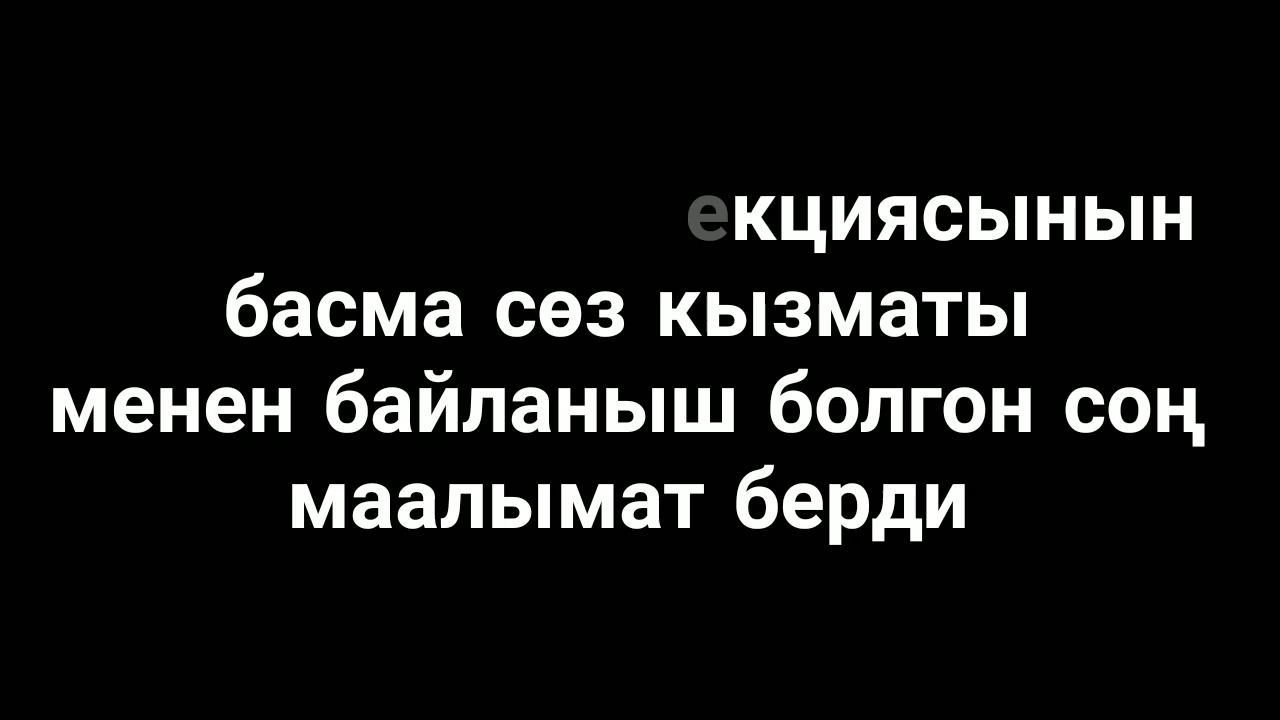 екциясынын
басма сөз кызматы
менен байланыш болгон соң
маалымат берди